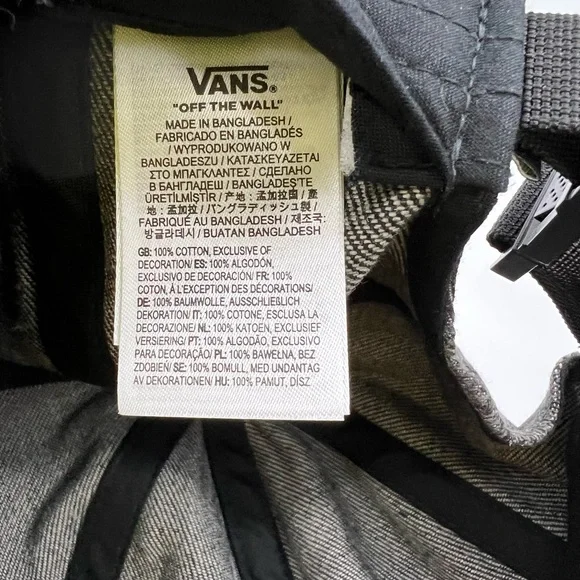 VANS®
"OFF THE WALL"
MADE IN BANGLADESH /
FABRICADO EN BANGLADÉS
/ WYPRODUKOWANO W
BANGLADESZU / ΚΑΤΑΣΚΕΥΑΖΕΤΑΙ
ΣΤΟ ΜΠΑΓΚΛΑΝΤΕΣ / СДЕЛАНО
В БАНГЛАДЕШ / BANGLADEŞ'TE
ÜRETİLMİŞTİR / 产地：孟加拉国 / 產
地：孟加拉 / バングラディッシュ製 /
FABRIQUÉ AU BANGLADESH / 제조국:
방글라데시 / BUATAN BANGLADESH
GB: 100% COTTON, EXCLUSIVE OF
DECORATION/ ES: 100% ALGODÓN,
EXCLUSIVO DE DECORACIÓN/ FR: 100%
COTON, À L'EXCEPTION DES DÉCORATIONS/
DE: 100% BAUMWOLLE, AUSSCHLIEßLICH
DEKORATION/ IT: 100% COTONE, ESCLUSA LA
DECORAZIONE/ NL: 100% KATOEN, EXCLUSIEF
VERSIERING/ PT: 100% ALGODÃO, EXCLUSIVO
PARA DECORAÇÃO/ PL: 100% BAWEŁNA, BEZ
ZDOBIEŃ/ SE: 100% BOMULL, MED UNDANTAG
AV DEKORATIONEN/ HU: 100% PAMUT, DÍSZ